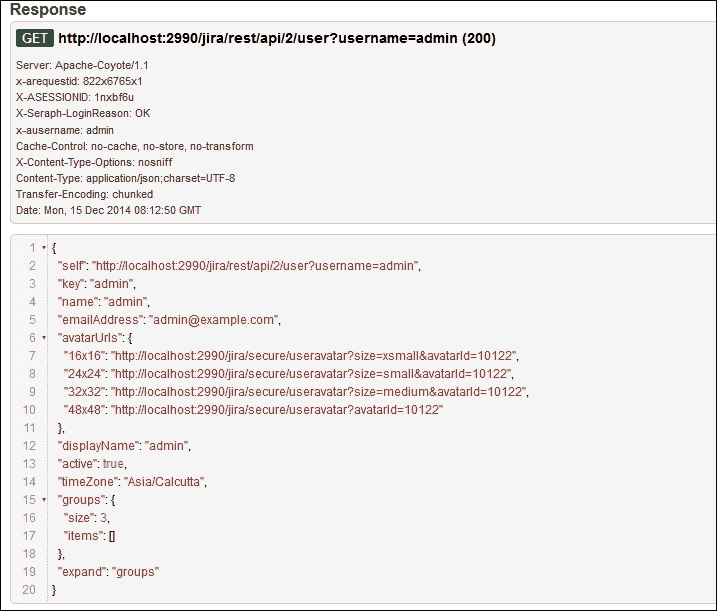 Response
GET http://localhost:2990/jira/rest/api/2/user?username=admin (200)
Server: Apache-Coyote/1.1
x-arequestid: 822x6765x1
X-ASESSIONID: 1nxbf6u
X-Seraph-LoginReason: OK
x-ausername: admin
Cache-Control: no-cache, no-store, no-transform
X-Content-Type-Options: nosniff
Content-Type: application/json;charset=UTF-8
Transfer-Encoding: chunked
Date: Mon, 15 Dec 2014 08:12:50 GMT
1 {
2 "self": "http://localhost:2990/jira/rest/api/2/user?username=admin",
3 "key": "admin",
4 "name": "admin",
5 "emailAddress": "admin@example.com",
6 "avatarUrls": {
7 "16x16": "http://localhost:2990/jira/secure/useravatar?size=xsmall&avatarId=10122",
8 "24x24": "http://localhost:2990/jira/secure/useravatar?size=small&avatarId=10122",
9 "32x32": "http://localhost:2990/jira/secure/useravatar?size=medium&avatarId=10122",
10 "48x48": "http://localhost:2990/jira/secure/useravatar?avatarId=10122"
11 },
12 "displayName": "admin",
13 "active": true,
14 "timeZone": "Asia/Calcutta",
15 "groups": {
16 "size": 3,
17 "items": []
18 },
19 "expand": "groups"
20 }